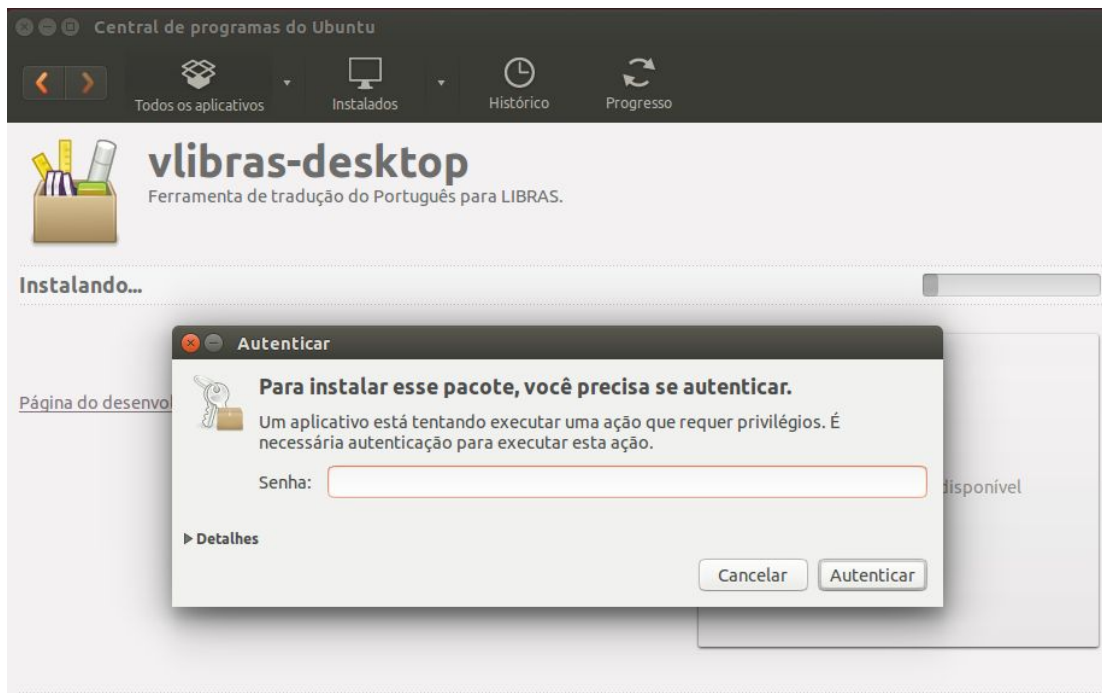 Central de programas do Ubuntu
Todos os aplicativos
Instalados
Histórico
Progresso
vlibras-desktop
Ferramenta de tradução do Português para LIBRAS.
Instalando...
Autenticar
Para instalar esse pacote, você precisa se autenticar.
Um aplicativo está tentando executar uma ação que requer privilégios. É
necessária autenticação para executar esta ação.
Página do
Senha:
Detalhes
Cancelar
Autenticar